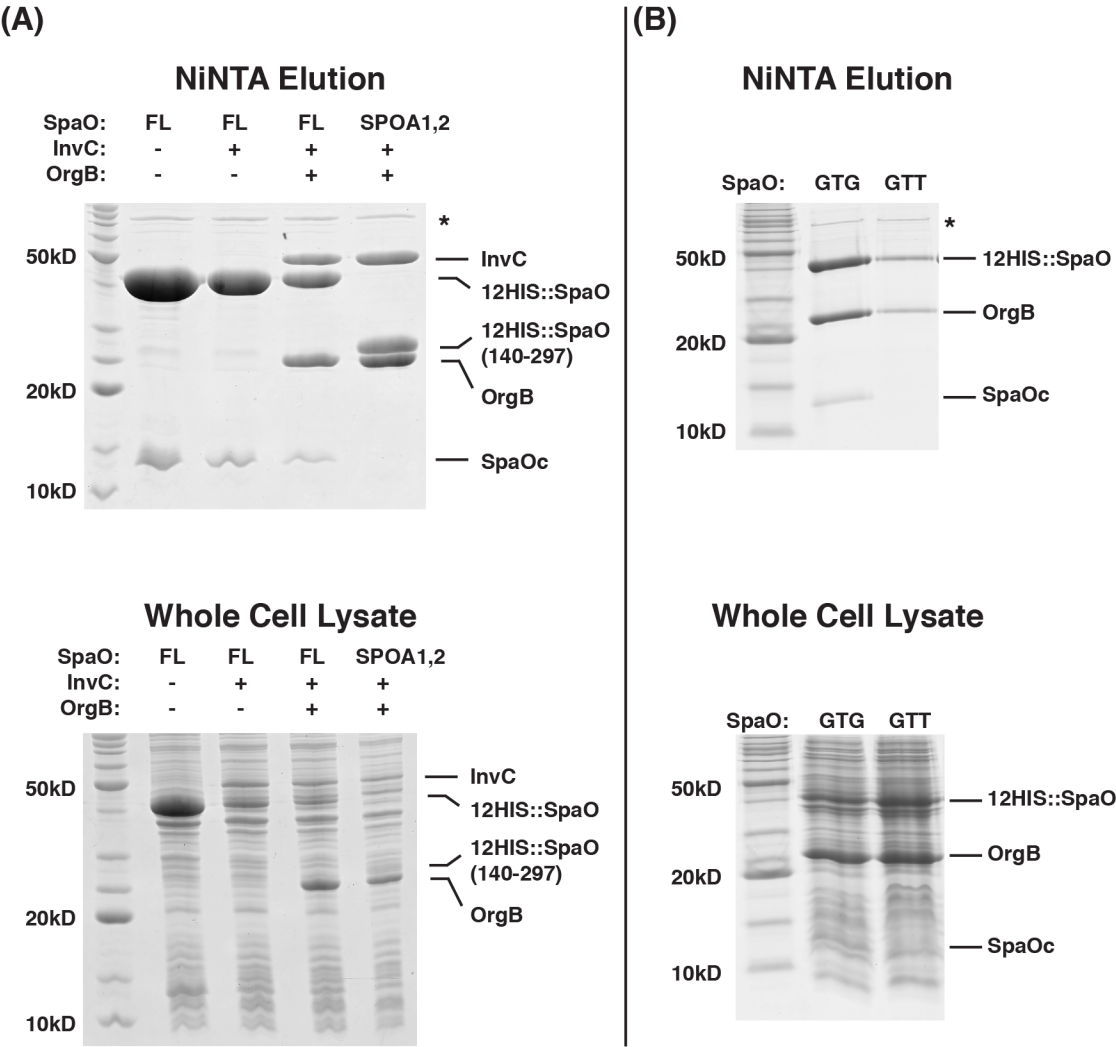 (A)
NiNTA Elution
SpaO: FL FL FL SPOA1,2
InvC: - + + +
OrgB: - - + +
*
50kD
InvC
12HIS::SpaO
12HIS::SpaO
(140-297)
20kD
OrgB
SpaOc
10kD
Whole Cell Lysate
SpaO: FL FL FL SPOA1,2
InvC: - + + +
OrgB: - - + +
50kD
InvC
12HIS::SpaO
12HIS::SpaO
(140-297)
20kD
OrgB
10kD
(B)
NiNTA Elution
SpaO: GTG GTT
*
50kD
12HIS::SpaO
OrgB
20kD
SpaOc
10kD
Whole Cell Lysate
SpaO: GTG GTT
50kD
12HIS::SpaO
OrgB
20kD
SpaOc
10kD